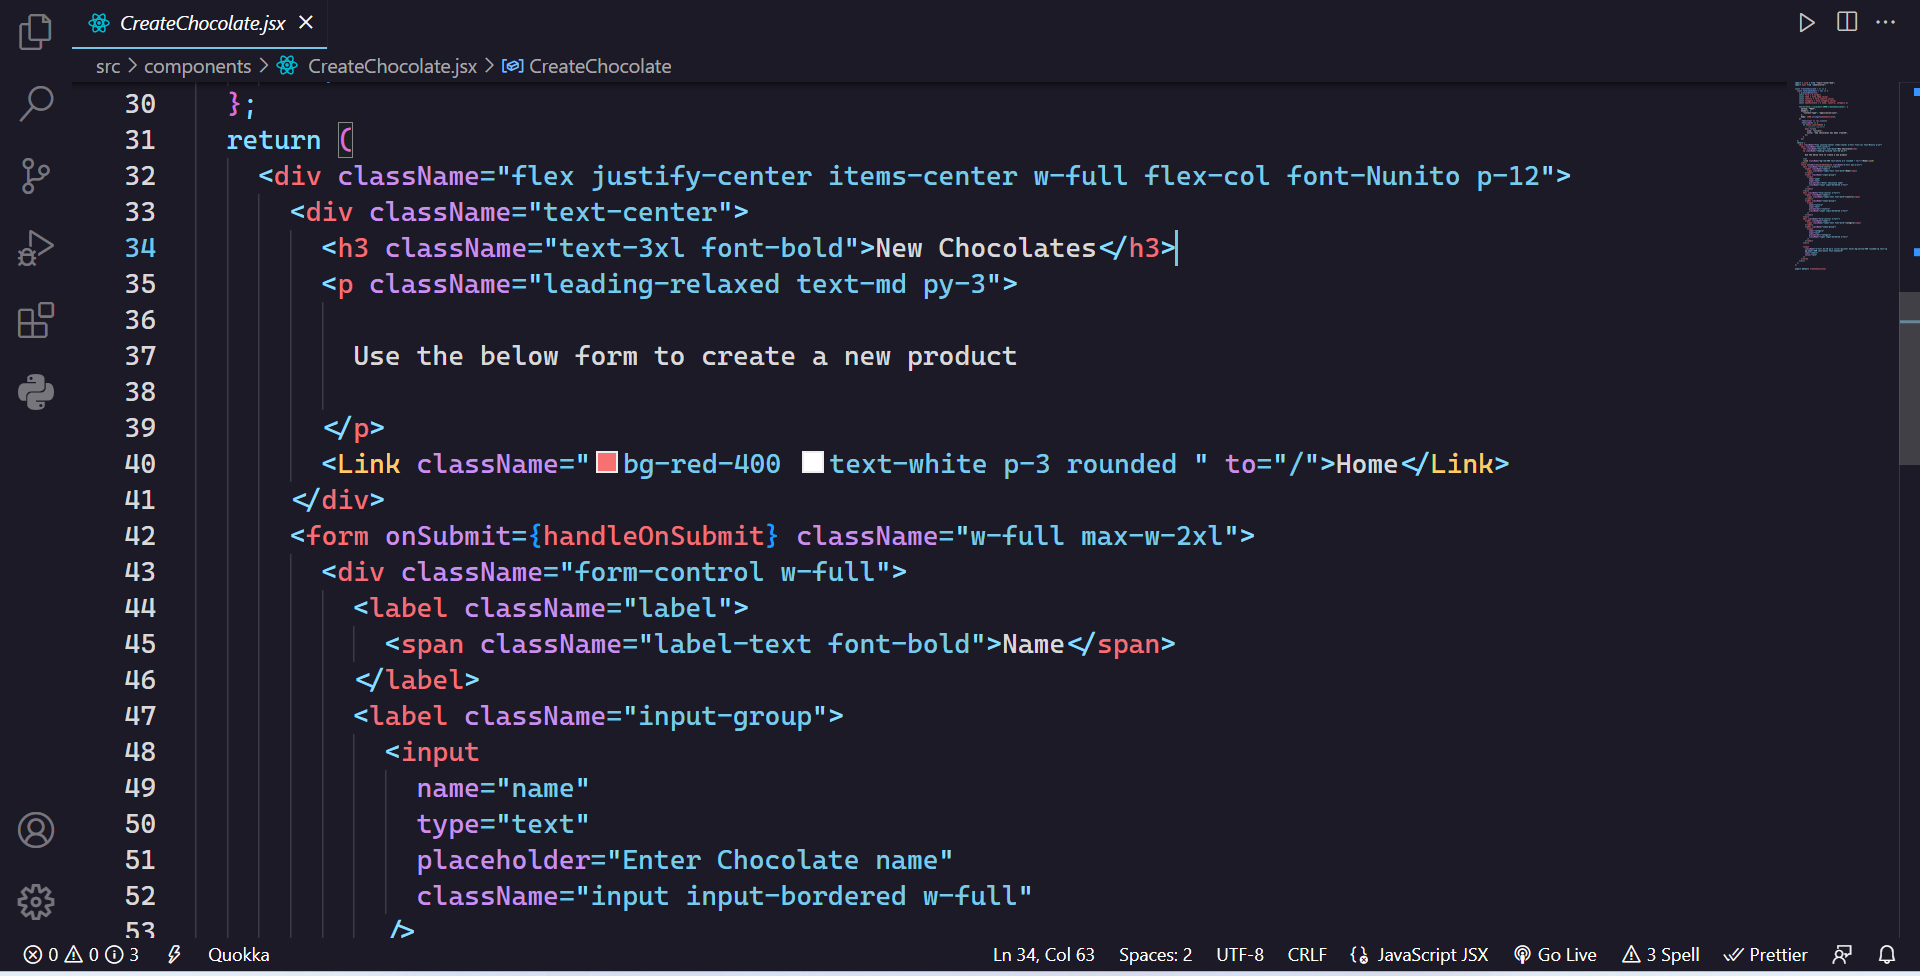 CreateChocolate.jsx
src > components > CreateChocolate.jsx > CreateChocolate
30 };
31 return (
32 <div className="flex justify-center items-center w-full flex-col font-Nunito p-12">
33 <div className="text-center">
34 <h3 className="text-3xl font-bold">New Chocolates</h3>
35 <p className="leading-relaxed text-md py-3">
36
37 Use the below form to create a new product
38
39 </p>
40 <Link className="bg-red-400 text-white p-3 rounded " to="/">Home</Link>
41 </div>
42 <form onSubmit={handleOnSubmit} className="w-full max-w-2xl">
43 <div className="form-control w-full">
44 <label className="label">
45 <span className="label-text font-bold">Name</span>
46 </label>
47 <label className="input-group">
48 <input
49 name="name"
50 type="text"
51 placeholder="Enter Chocolate name"
52 className="input input-bordered w-full"
53 />
0 0 3 Quokka Ln 34, Col 63 Spaces: 2 UTF-8 CRLF JavaScript JSX Go Live 3 Spell Prettier